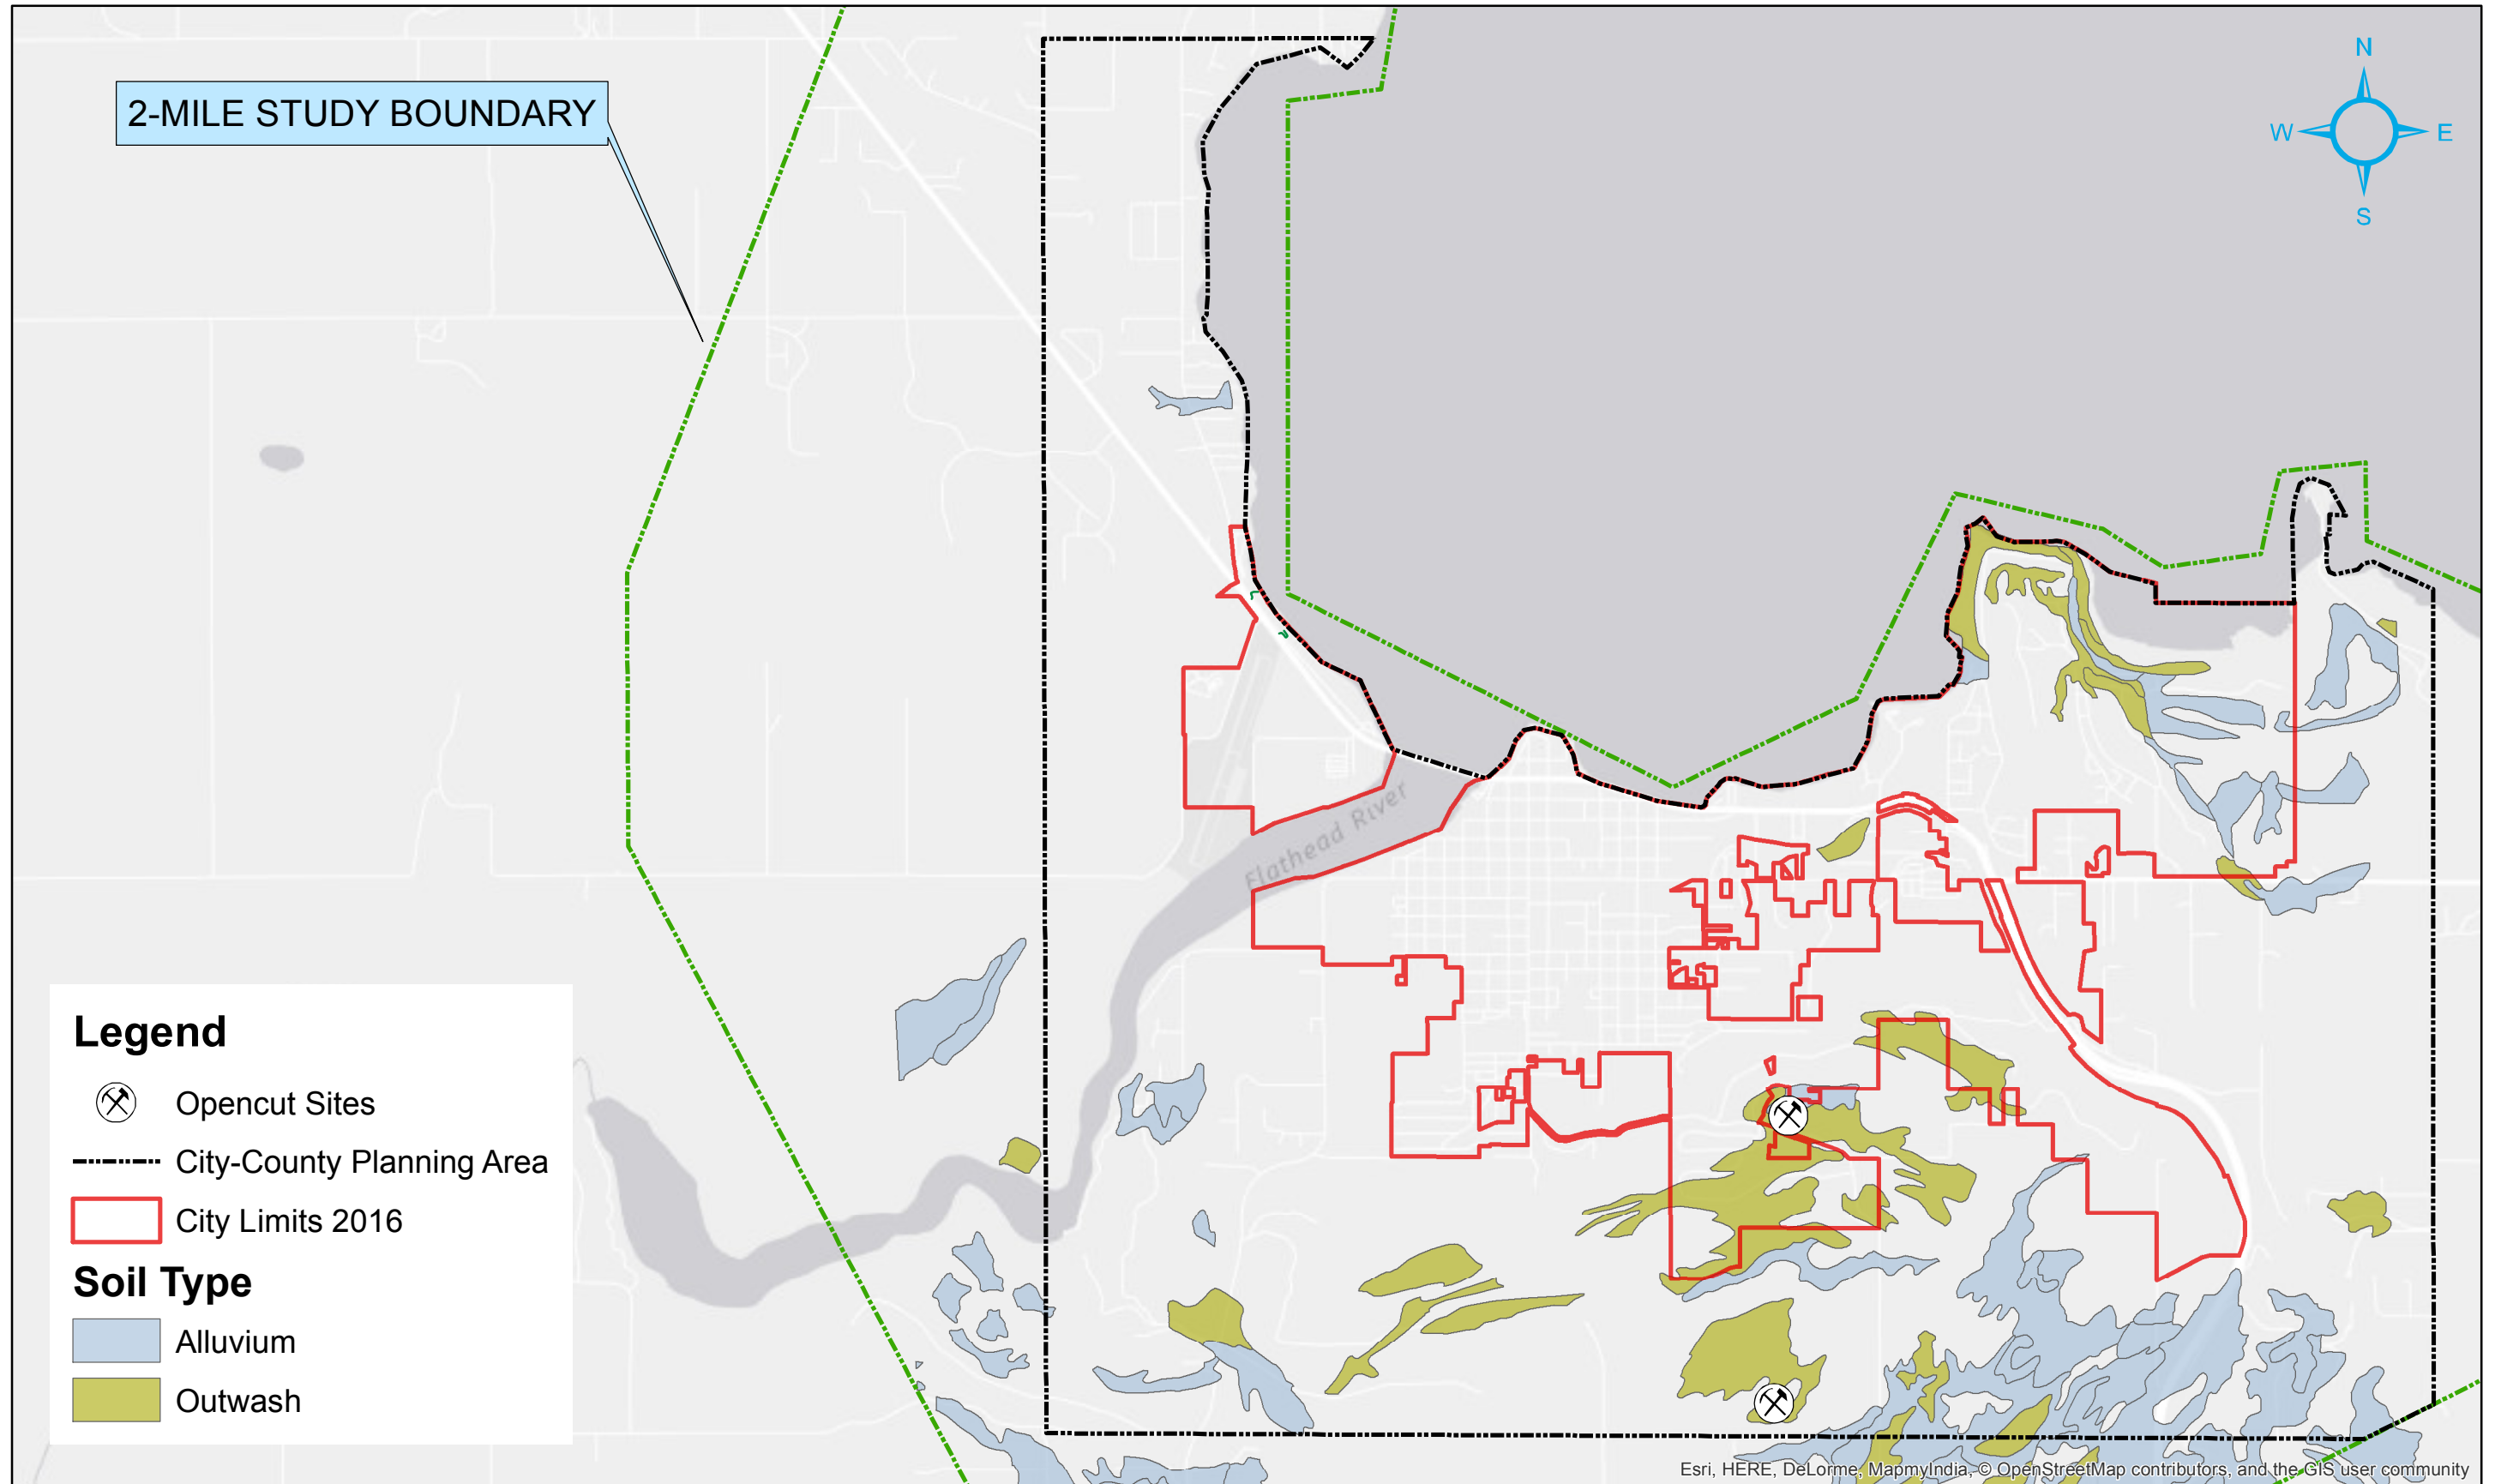 2-MILE STUDY BOUNDARY
N
W
E
S
Flathead River
Legend
Opencut Sites
City-County Planning Area
City Limits 2016
Soil Type
Alluvium
Outwash
Esri, HERE, DeLorme, MapmyIndia, © OpenStreetMap contributors, and the GIS user community